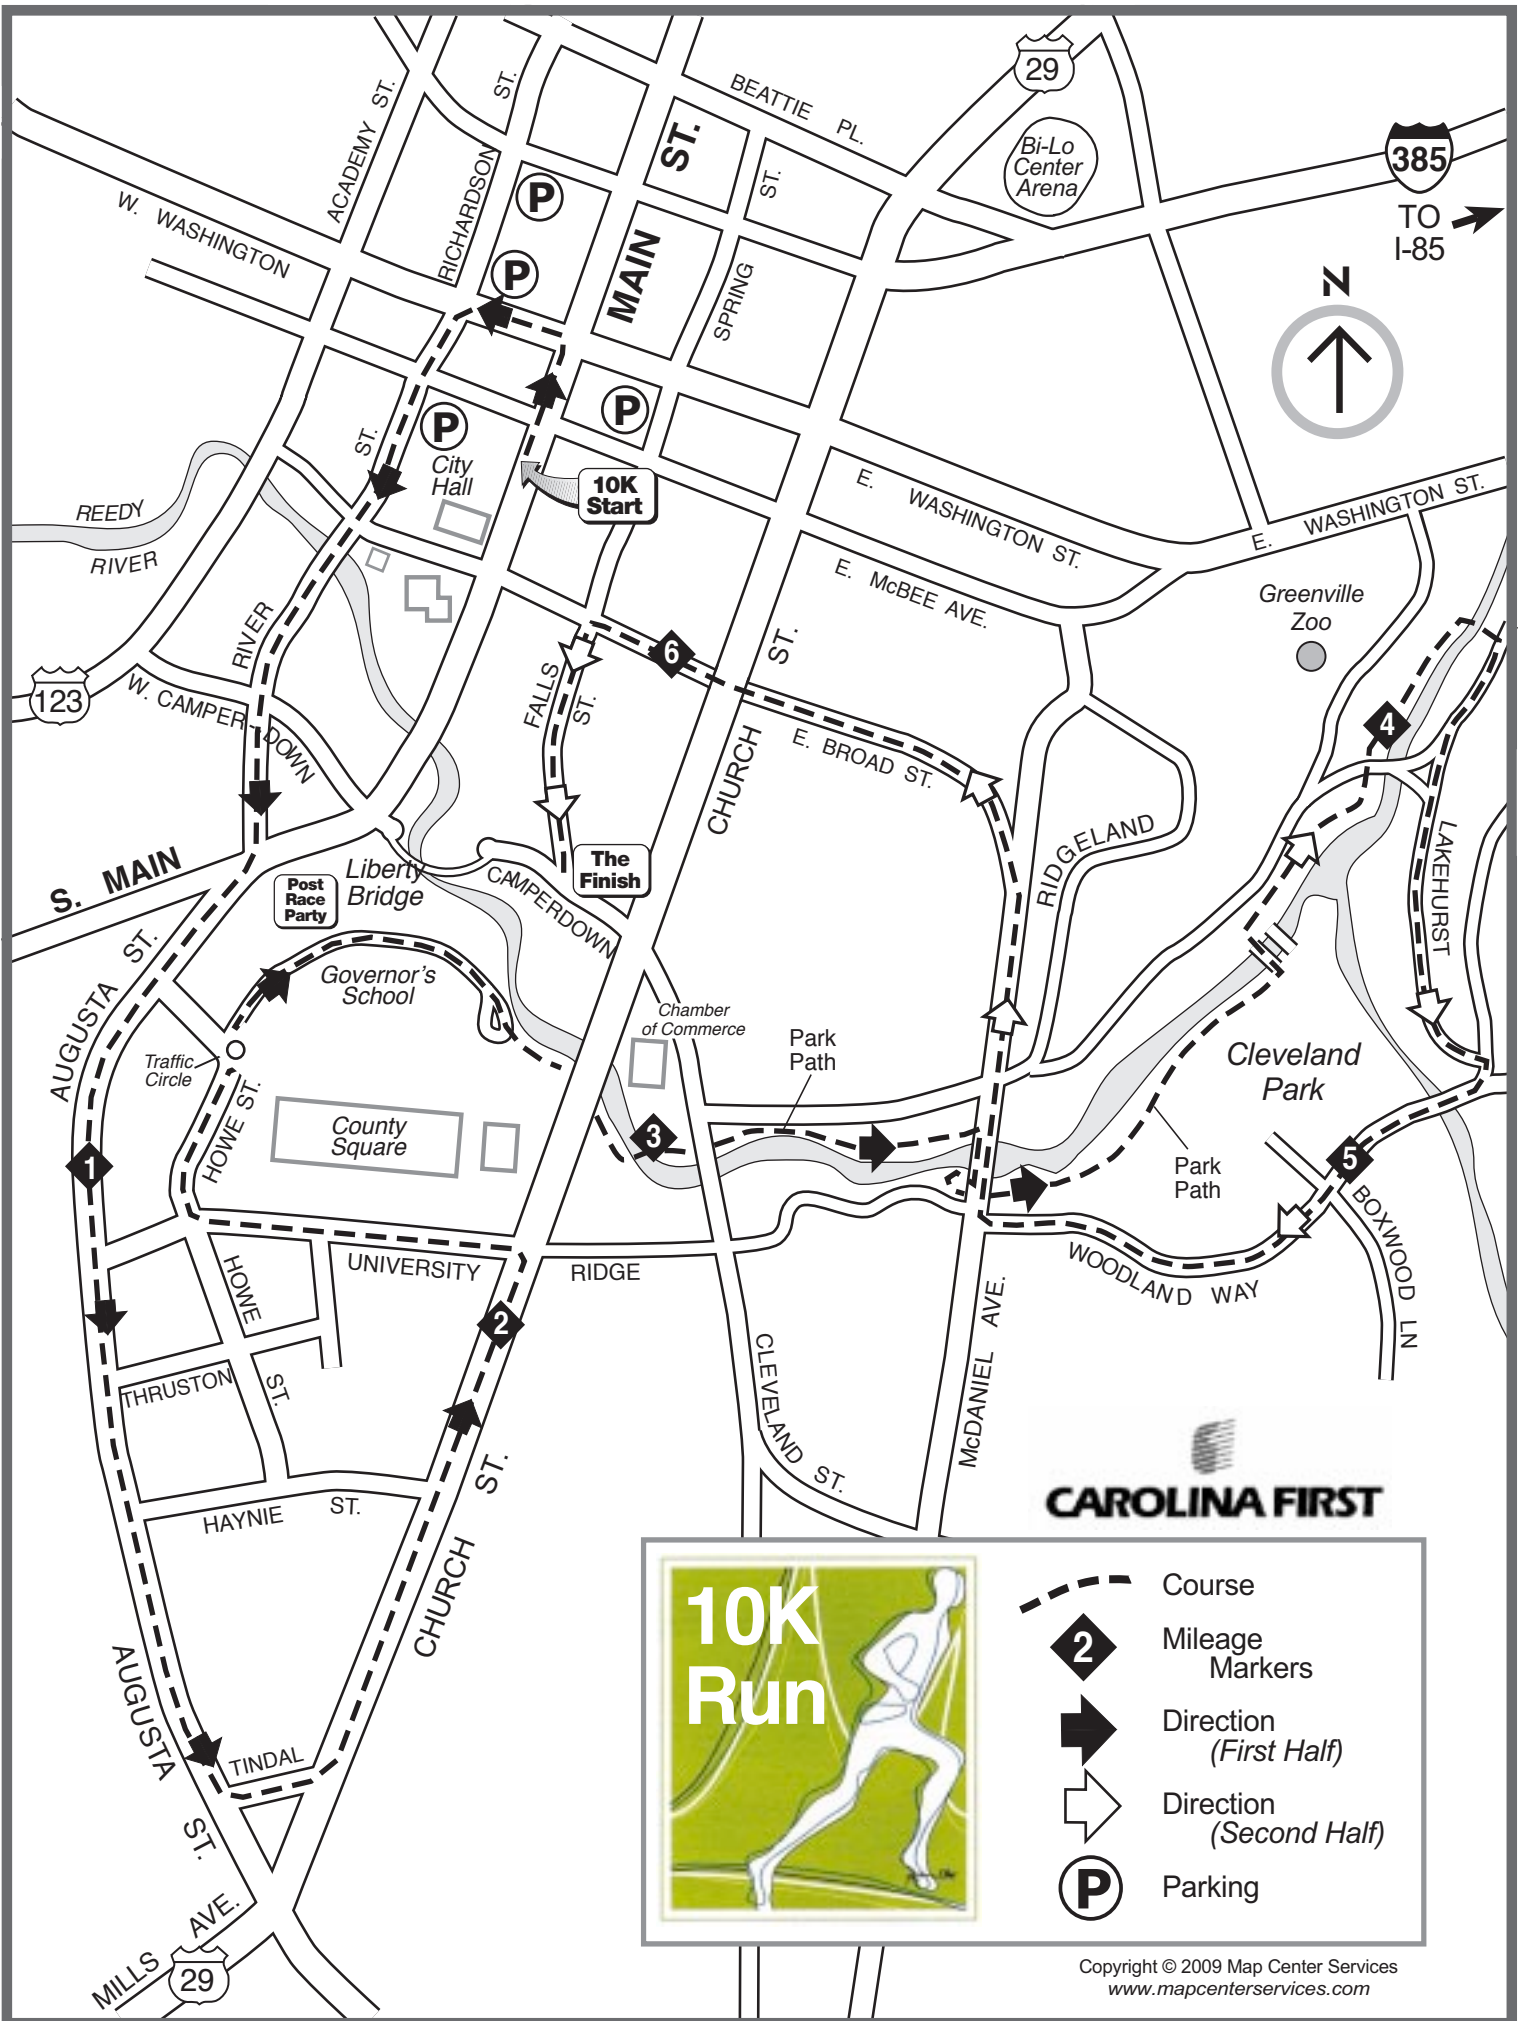 29
BEATTIE PL.
ACADEMY ST.
RICHARDSON ST.
MAIN ST.
SPRING ST.
Bi-Lo
Center
Arena
385
TO
I-85
N
W. WASHINGTON
P
P
P
P
ST.
City
Hall
10K
Start
E. WASHINGTON ST.
E. WASHINGTON ST.
E. McBEE AVE.
REEDY
RIVER
RIVER
123
W. CAMPER-DOWN
FALLS
ST.
6
ST.
CHURCH
E. BROAD ST.
Greenville
Zoo
4
RIDGELAND
LAKEHURST
S. MAIN
Liberty
Bridge
Post
Race
Party
CAMPERDOWN
The
Finish
AUGUSTA ST.
Governor's
School
Traffic
Circle
HOWE ST.
County
Square
Chamber
of Commerce
Park
Path
Cleveland
Park
Park
Path
1
3
5
BOXWOOD LN
WOODLAND WAY
UNIVERSITY RIDGE
HOWE ST.
2
THRUSTON
HAYNIE ST.
CHURCH ST.
CLEVELAND ST.
McDANIEL AVE.
AUGUSTA ST.
TINDAL
MILLS AVE.
29
CAROLINA FIRST
10K
Run
Course
2
Mileage
Markers
Direction
(First Half)
Direction
(Second Half)
P
Parking
Copyright © 2009 Map Center Services
www.mapcenterservices.com